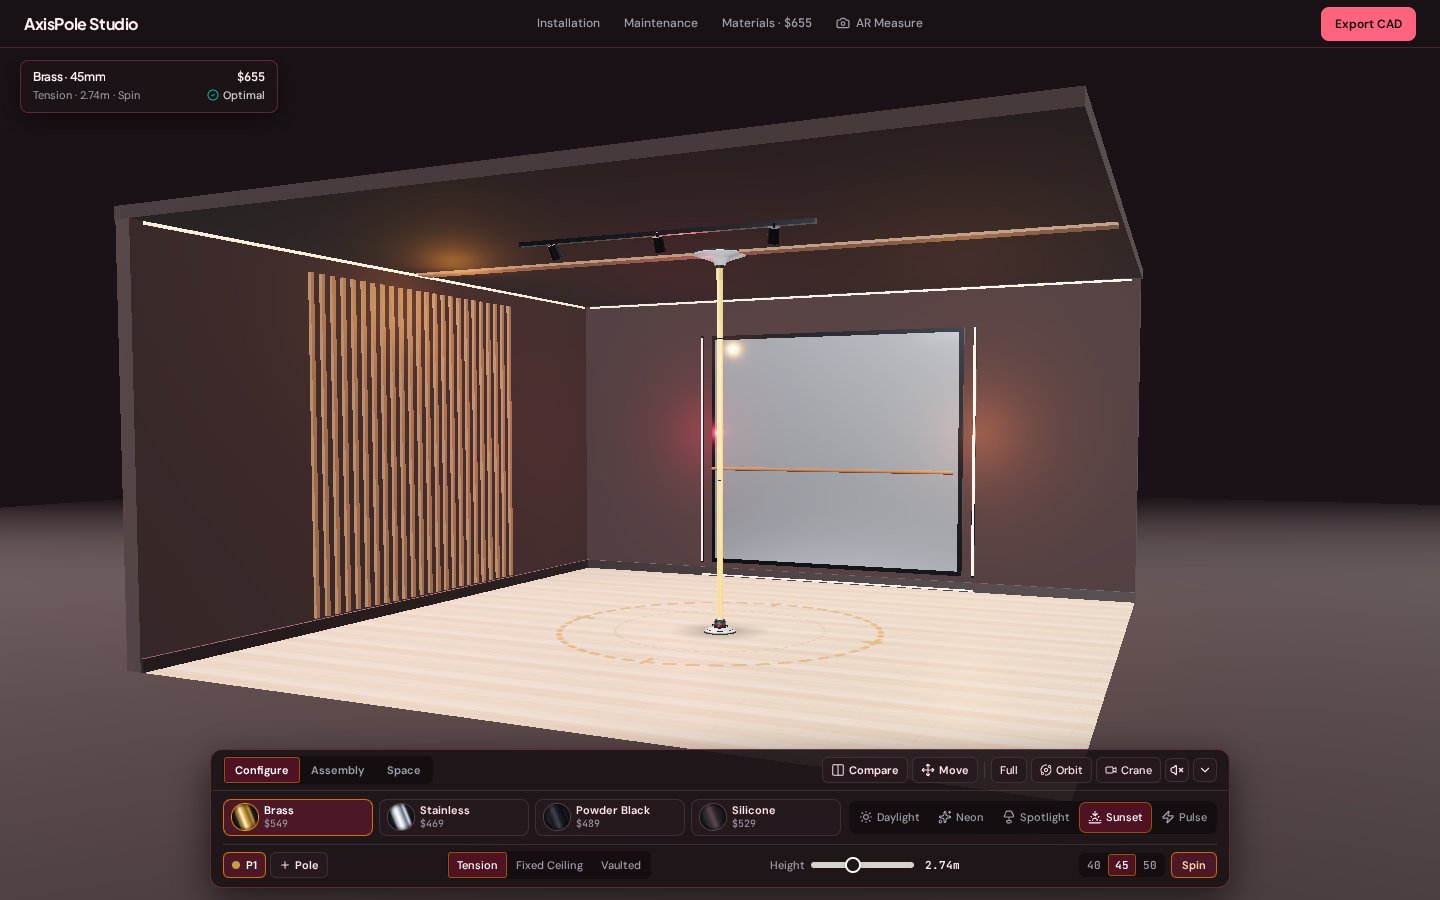 AxisPole Studio
Installation
Maintenance
Materials · $655
AR Measure
Export CAD
Brass · 45mm
$655
Tension · 2.74m · Spin
Optimal
Configure
Assembly
Space
Compare
Move
Full
Orbit
Crane
Brass
$549
Stainless
$469
Powder Black
$489
Silicone
$529
Daylight
Neon
Spotlight
Sunset
Pulse
P1
+ Pole
Tension
Fixed Ceiling
Vaulted
Height
2.74m
40
45
50
Spin